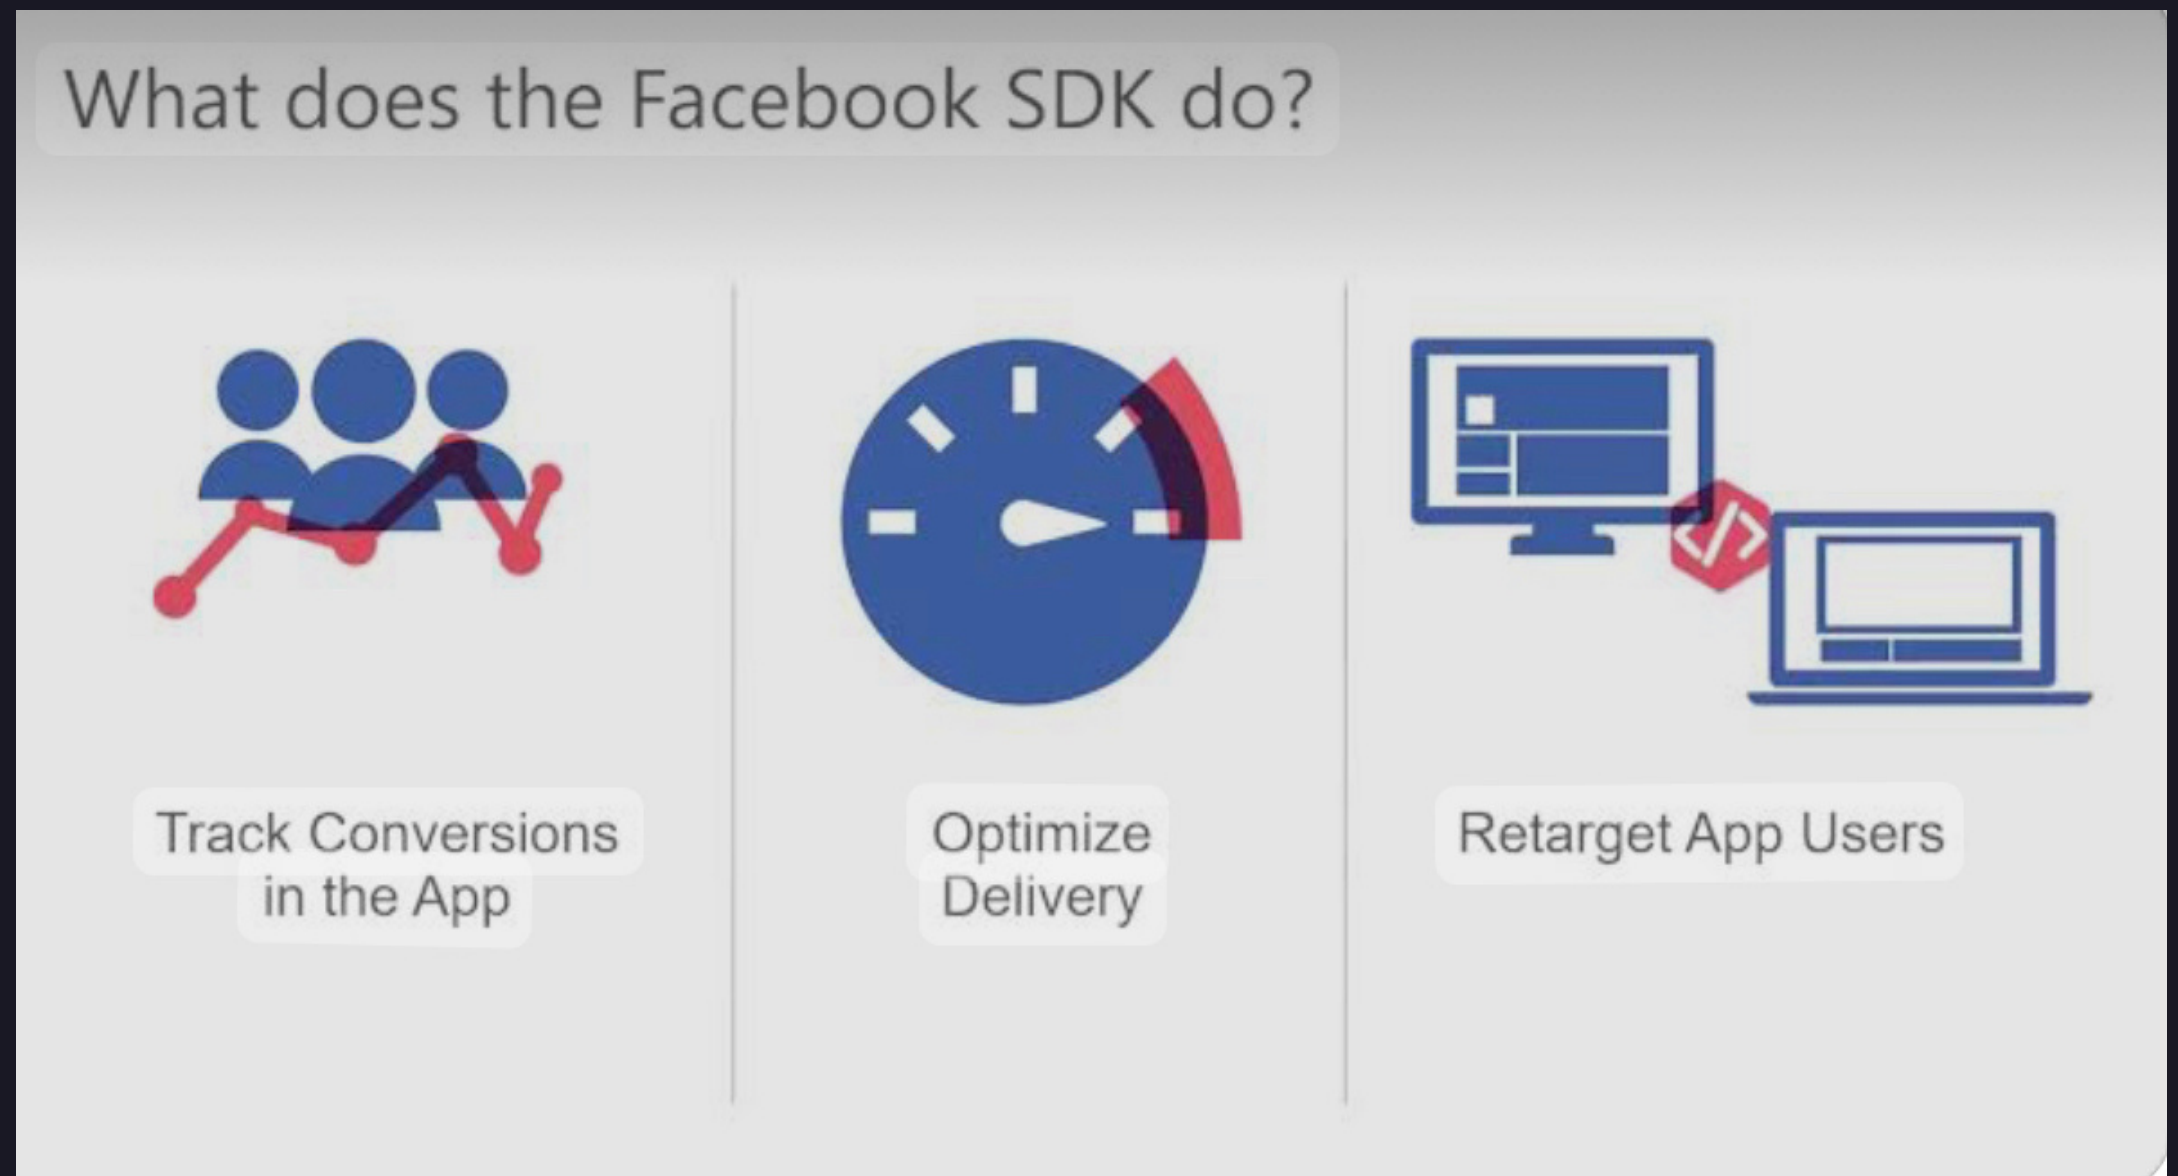 What does the Facebook SDK do?
Track Conversions
in the App
Optimize
Delivery
Retarget App Users